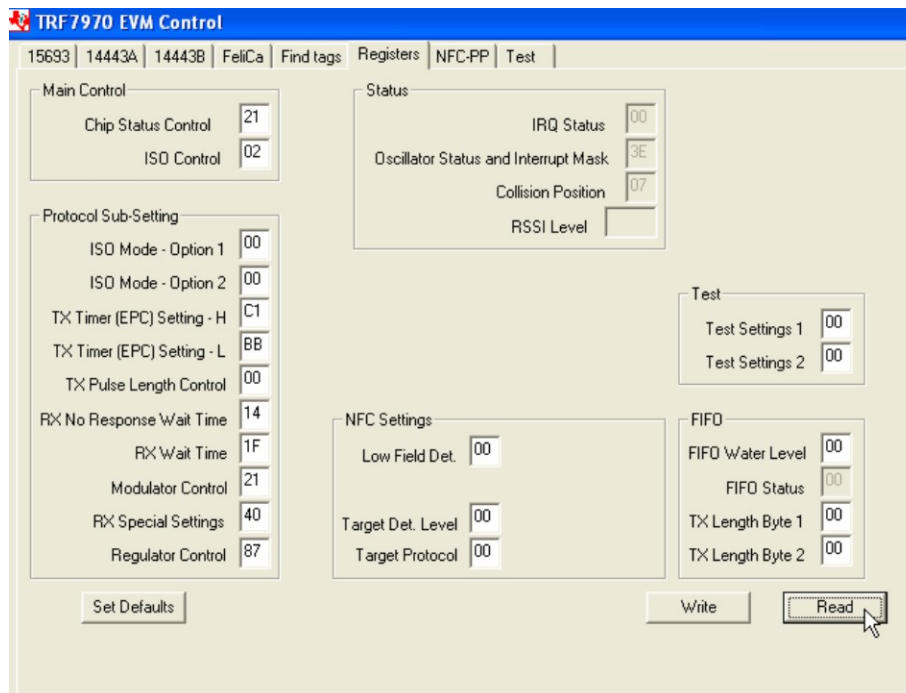 TRF7970 EVM Control
15693 14443A 14443B FeliCa Find tags Registers NFC-PP Test
Main Control
Chip Status Control 21
ISO Control 02
Status
IRQ Status 00
Oscillator Status and Interrupt Mask 3E
Collision Position 07
RSSI Level
Protocol Sub-Setting
ISO Mode - Option 1 00
ISO Mode - Option 2 00
TX Timer (EPC) Setting - H C1
TX Timer (EPC) Setting - L BB
TX Pulse Length Control 00
RX No Response Wait Time 14
RX Wait Time 1F
Modulator Control 21
RX Special Settings 40
Regulator Control 87
Test
Test Settings 1 00
Test Settings 2 00
NFC Settings
Low Field Det. 00
Target Det. Level 00
Target Protocol 00
FIFO
FIFO Water Level 00
FIFO Status 00
TX Length Byte 1 00
TX Length Byte 2 00
Set Defaults
Write
Read